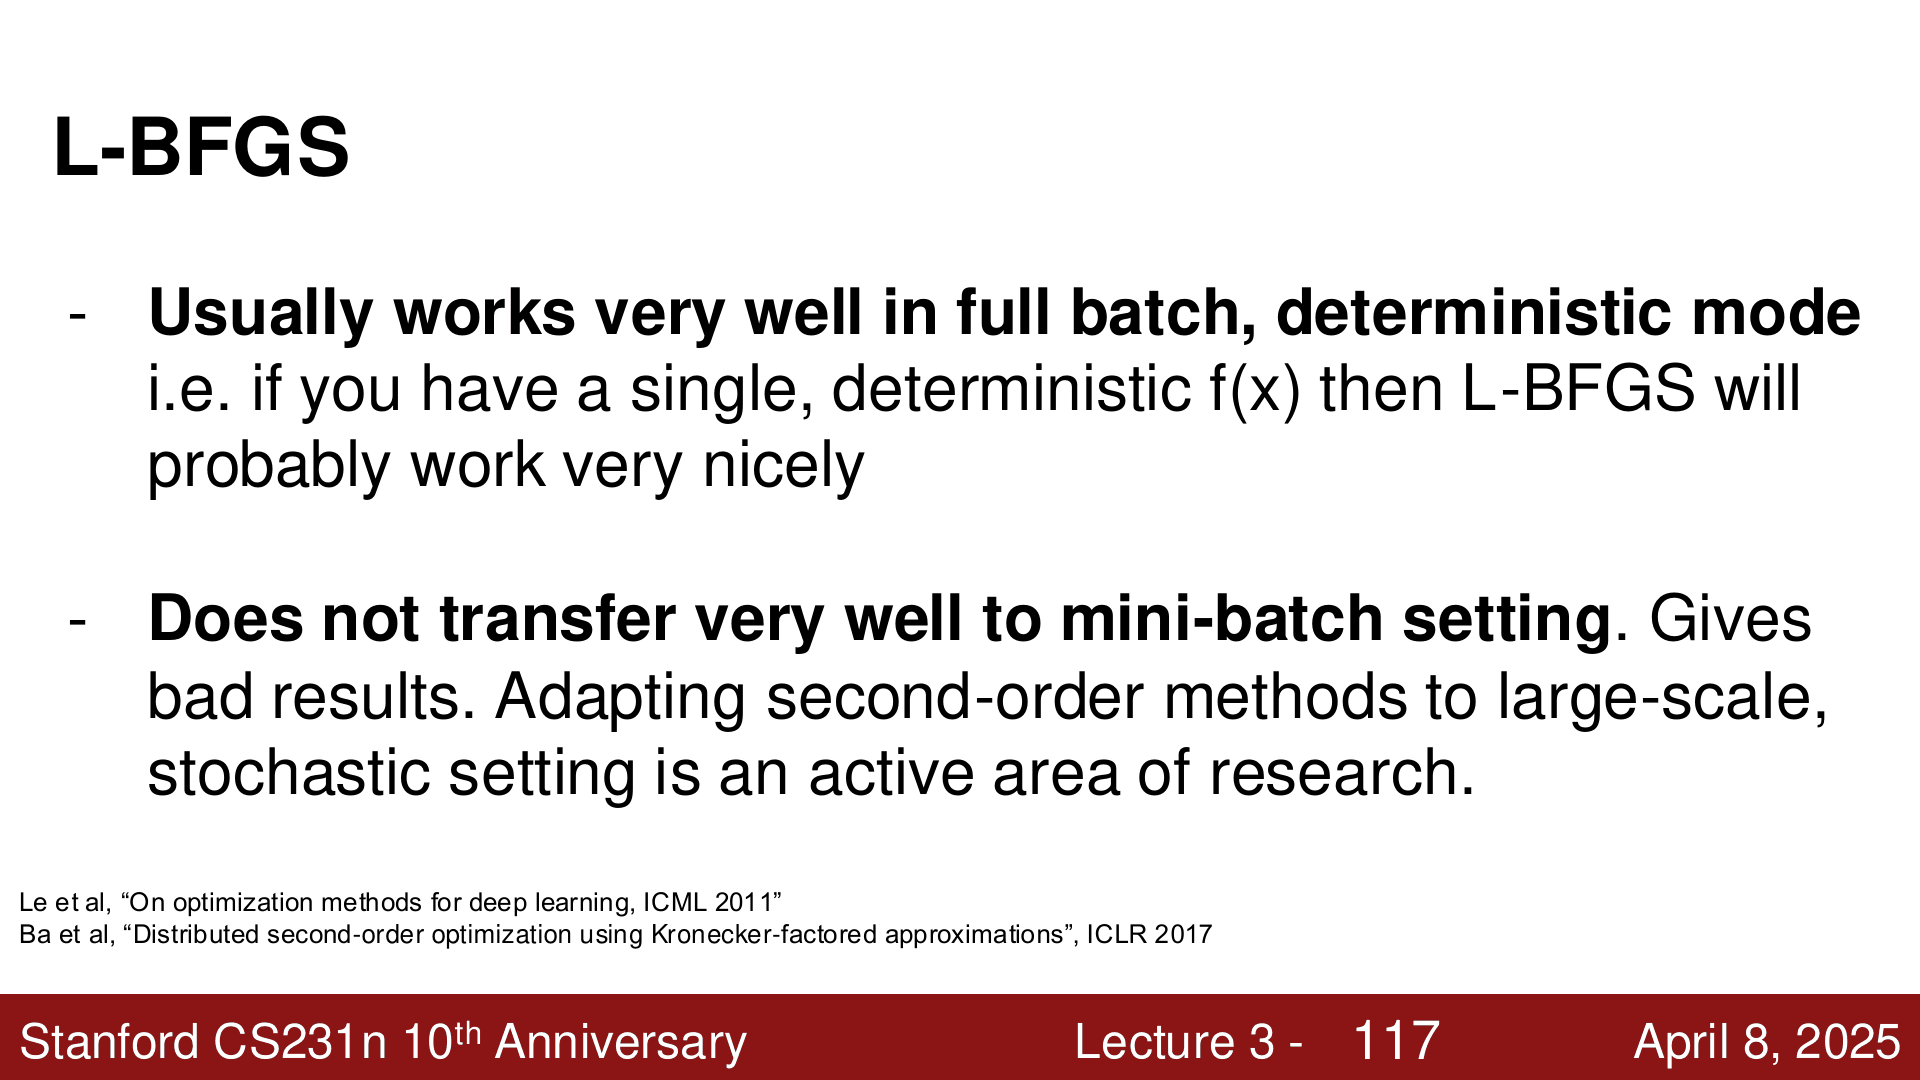 L-BFGS
- Usually works very well in full batch, deterministic mode
i.e. if you have a single, deterministic f(x) then L-BFGS will
probably work very nicely
- Does not transfer very well to mini-batch setting. Gives
bad results. Adapting second-order methods to large-scale,
stochastic setting is an active area of research.
Le et al, “On optimization methods for deep learning, ICML 2011”
Ba et al, “Distributed second-order optimization using Kronecker-factored approximations”, ICLR 2017
Stanford CS231n 10th Anniversary Lecture 3 - 117 April 8, 2025